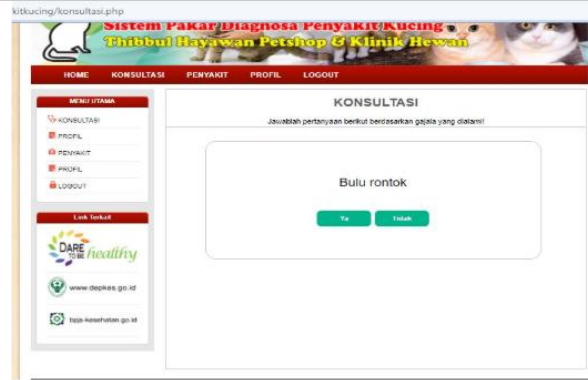 kitkucing/konsultasi.php
Sistem Pakar Diagnosa Penyakit Kucing
Thibbul Hayawan Petshop & Klinik Hewan
HOME KONSULTASI PENYAKIT PROFIL LOGOUT
MENU UTAMA
KONSULTASI
PROFIL
PENYAKIT
PROFIL
LOGOUT
Link Terkait
DARE TO BE healthy
www.depkes.go.id
bpjs-kesehatan.go.id
KONSULTASI
Jawablah pertanyaan berikut berdasarkan gajala yang dialami!
Bulu rontok
Ya Tidak